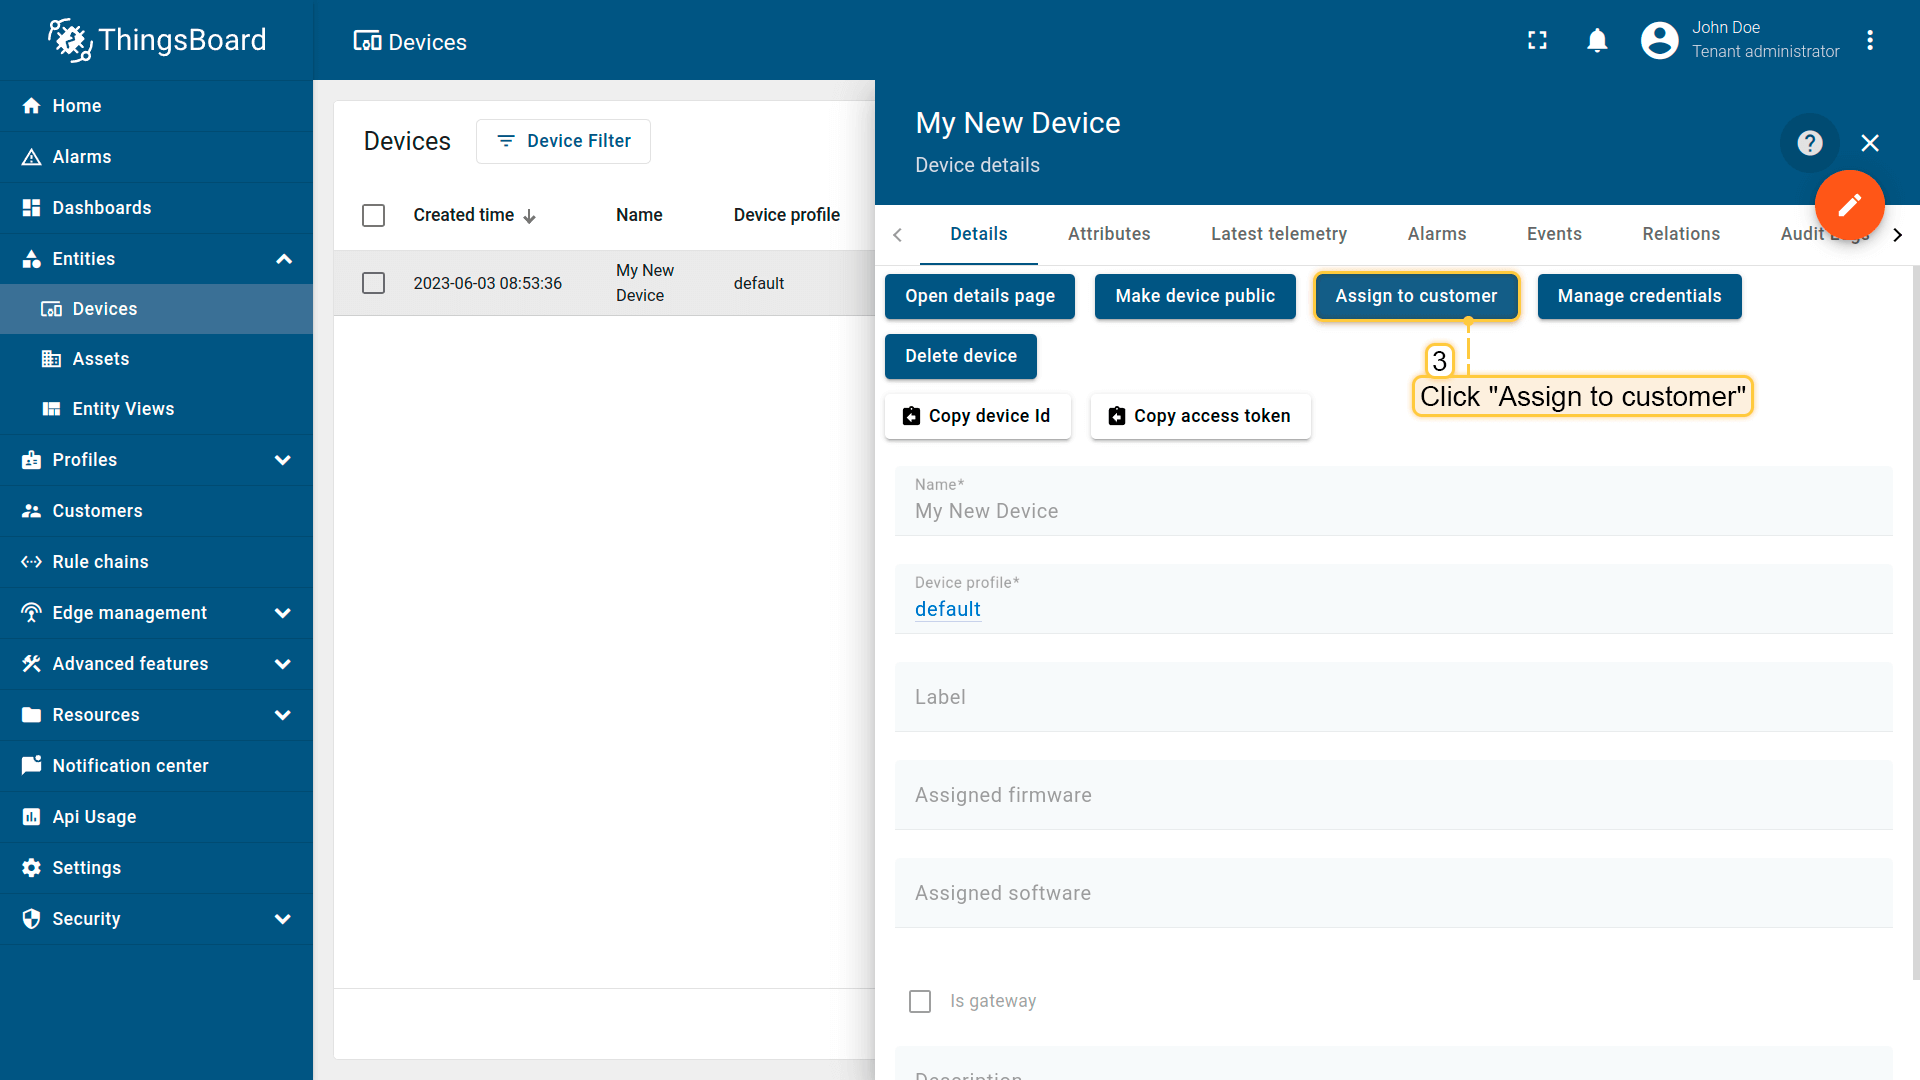 ThingsBoard
Devices
John Doe
Tenant administrator
Home
Alarms
Dashboards
Entities
Devices
Assets
Entity Views
Profiles
Customers
Rule chains
Edge management
Advanced features
Resources
Notification center
Api Usage
Settings
Security
Devices
Device Filter
Created time
Name
Device profile
2023-06-03 08:53:36
My New
Device
default
My New Device
Device details
?
Details
Attributes
Latest telemetry
Alarms
Events
Relations
Audit Logs
Open details page
Make device public
Assign to customer
Manage credentials
Delete device
3
Click "Assign to customer"
Copy device Id
Copy access token
Name*
My New Device
Device profile*
default
Label
Assigned firmware
Assigned software
Is gateway
Description